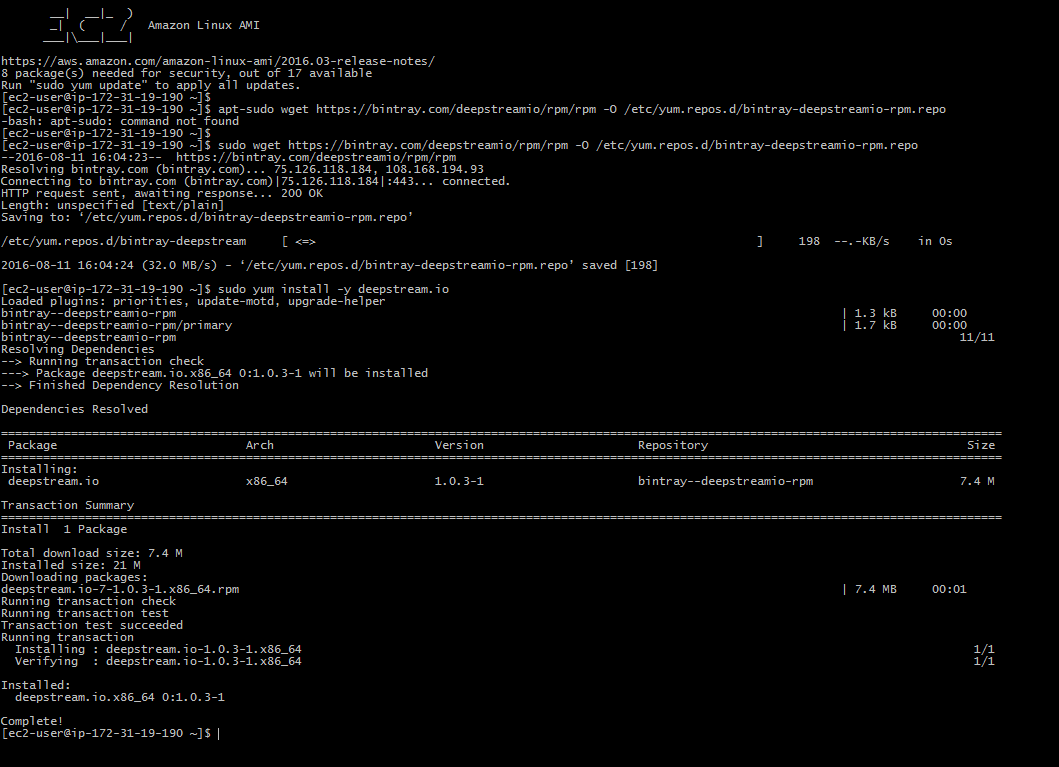 __|  __|_  )
_|  (     /   Amazon Linux AMI
___|\___|___|
https://aws.amazon.com/amazon-linux-ami/2016.03-release-notes/
8 package(s) needed for security, out of 17 available
Run "sudo yum update" to apply all updates.
[ec2-user@ip-172-31-19-190 ~]$
[ec2-user@ip-172-31-19-190 ~]$ apt-sudo wget https://bintray.com/deepstreamio/rpm/rpm -O /etc/yum.repos.d/bintray-deepstreamio-rpm.repo
-bash: apt-sudo: command not found
[ec2-user@ip-172-31-19-190 ~]$
[ec2-user@ip-172-31-19-190 ~]$ sudo wget https://bintray.com/deepstreamio/rpm/rpm -O /etc/yum.repos.d/bintray-deepstreamio-rpm.repo
--2016-08-11 16:04:23--  https://bintray.com/deepstreamio/rpm/rpm
Resolving bintray.com (bintray.com)... 75.126.118.184, 108.168.194.93
Connecting to bintray.com (bintray.com)|75.126.118.184|:443... connected.
HTTP request sent, awaiting response... 200 OK
Length: unspecified [text/plain]
Saving to: ‘/etc/yum.repos.d/bintray-deepstreamio-rpm.repo’
/etc/yum.repos.d/bintray-deepstream     [ <=>                                                               ]     198  --.-KB/s    in 0s
2016-08-11 16:04:24 (32.0 MB/s) - ‘/etc/yum.repos.d/bintray-deepstreamio-rpm.repo’ saved [198]
[ec2-user@ip-172-31-19-190 ~]$ sudo yum install -y deepstream.io
Loaded plugins: priorities, update-motd, upgrade-helper
bintray--deepstreamio-rpm | 1.3 kB     00:00
bintray--deepstreamio-rpm/primary | 1.7 kB     00:00
bintray--deepstreamio-rpm 11/11
Resolving Dependencies
--> Running transaction check
---> Package deepstream.io.x86_64 0:1.0.3-1 will be installed
--> Finished Dependency Resolution
Dependencies Resolved
Package Arch Version Repository Size
Installing:
deepstream.io x86_64 1.0.3-1 bintray--deepstreamio-rpm 7.4 M
Transaction Summary
Install  1 Package
Total download size: 7.4 M
Installed size: 21 M
Downloading packages:
deepstream.io-7-1.0.3-1.x86_64.rpm | 7.4 MB     00:01
Running transaction check
Running transaction test
Transaction test succeeded
Running transaction
Installing : deepstream.io-1.0.3-1.x86_64 1/1
Verifying  : deepstream.io-1.0.3-1.x86_64 1/1
Installed:
deepstream.io.x86_64 0:1.0.3-1
Complete!
[ec2-user@ip-172-31-19-190 ~]$